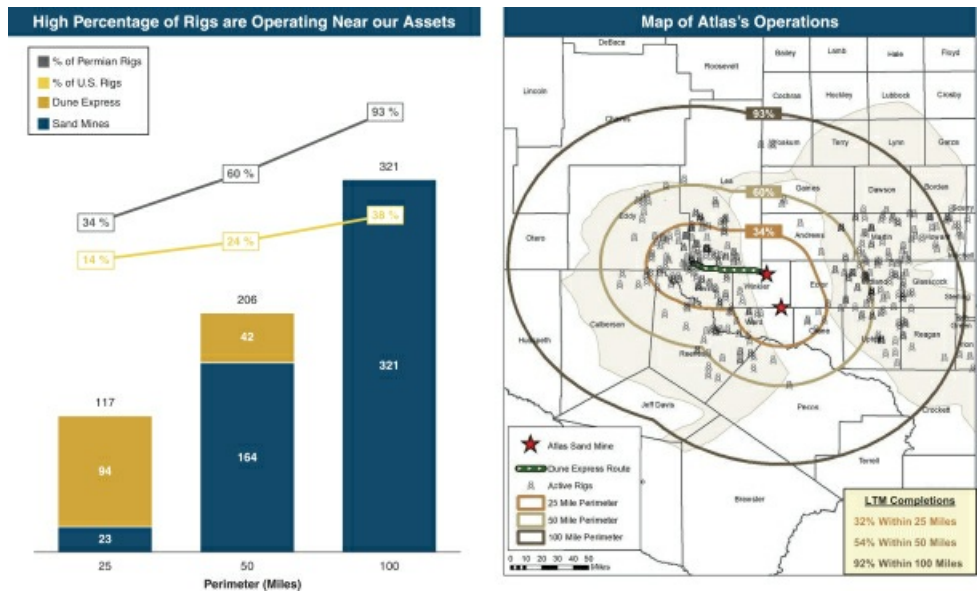 High Percentage of Rigs are Operating Near our Assets
% of Permian Rigs
% of U.S. Rigs
Dune Express
Sand Mines
93 %
60 %
34 %
38 %
24 %
14 %
321
206
117
42
94
321
164
23
25
50
100
Perimeter (Miles)
Map of Atlas's Operations
DeBaca
Bailey
Lamb
Hale
Floyd
Roosevelt
Lincoln
Cochran
Hockley
Lubbock
Crosby
Chaves
93%
Yoakum
Terry
Lynn
Garza
Lea
60%
Gaines
Dawson
Borden
Scurry
Eddy
Otero
34%
Andrews
Martin
Howard
Mitchell
Winkler
Ector
Midland
Glasscock
Sterling
Culberson
Ward
Crane
Upton
Reagan
Irion
Hudspeth
Reeves
Jeff Davis
Pecos
Crockett
Terrell
Brewster
Atlas Sand Mine
Dune Express Route
Active Rigs
25 Mile Perimeter
50 Mile Perimeter
100 Mile Perimeter
0 10 20 30 40 50
Miles
LTM Completions
32% Within 25 Miles
54% Within 50 Miles
92% Within 100 Miles